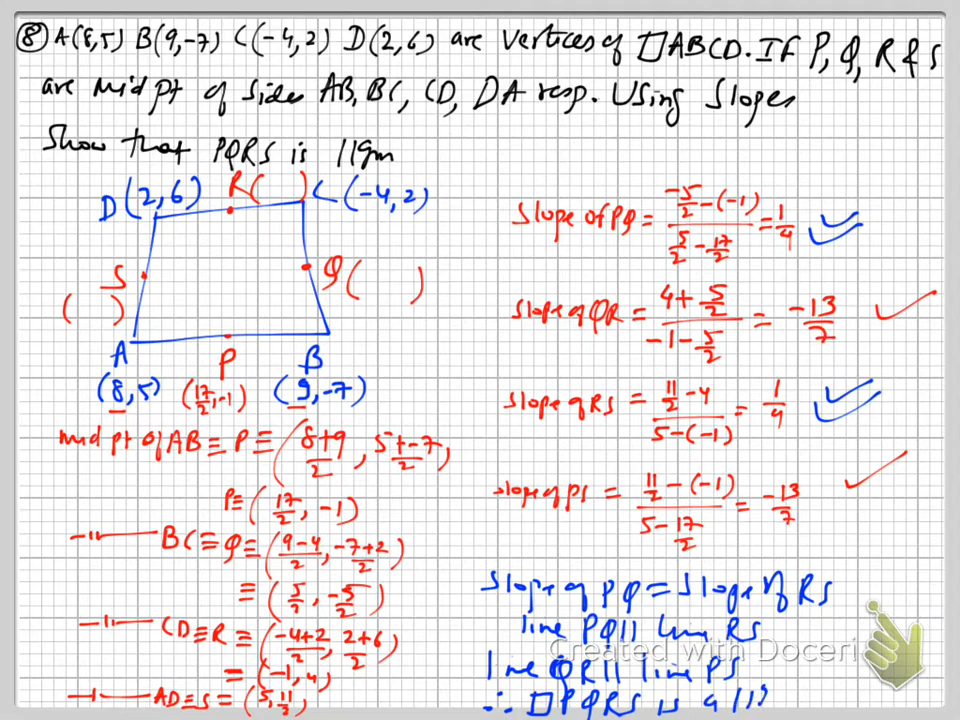 ⑧ A(8,5) B(9,-7) C(-4,2) D(2,6) are vertices of □ABCD. IF P, Q, R & S
are mid pt of sides AB, BC, CD, DA resp. Using Slopes
Show that PQRS is 11gm
D(2,6) R( ) C(-4,2)
S
( )
Q( )
A P B
(8,5) (17/2,-1) (9,-7)
mid pt of AB ≡ P ≡ (8+9/2, 5+-7/2)
P ≡ (17/2, -1)
—11— BC ≡ Q ≡ (9-4/2, -7+2/2)
≡ (5/2, -5/2)
—11— CD ≡ R ≡ (-4+2/2, 2+6/2)
= (-1, 4)
—11— AD ≡ S = (5, 11/2)
Slope of PQ = -5/2-(-1) / 5/2-17/2 = 1/4
Slope of QR = 4+5/2 / -1-5/2 = -13/7
Slope of RS = 11/2-4 / 5-(-1) = 1/4
Slope of PS = 11/2-(-1) / 5-17/2 = -13/7
Slope of PQ = Slope of RS
line PQ || line RS
line QR || line PS
∴ □PQRS is a
Created with Doceri